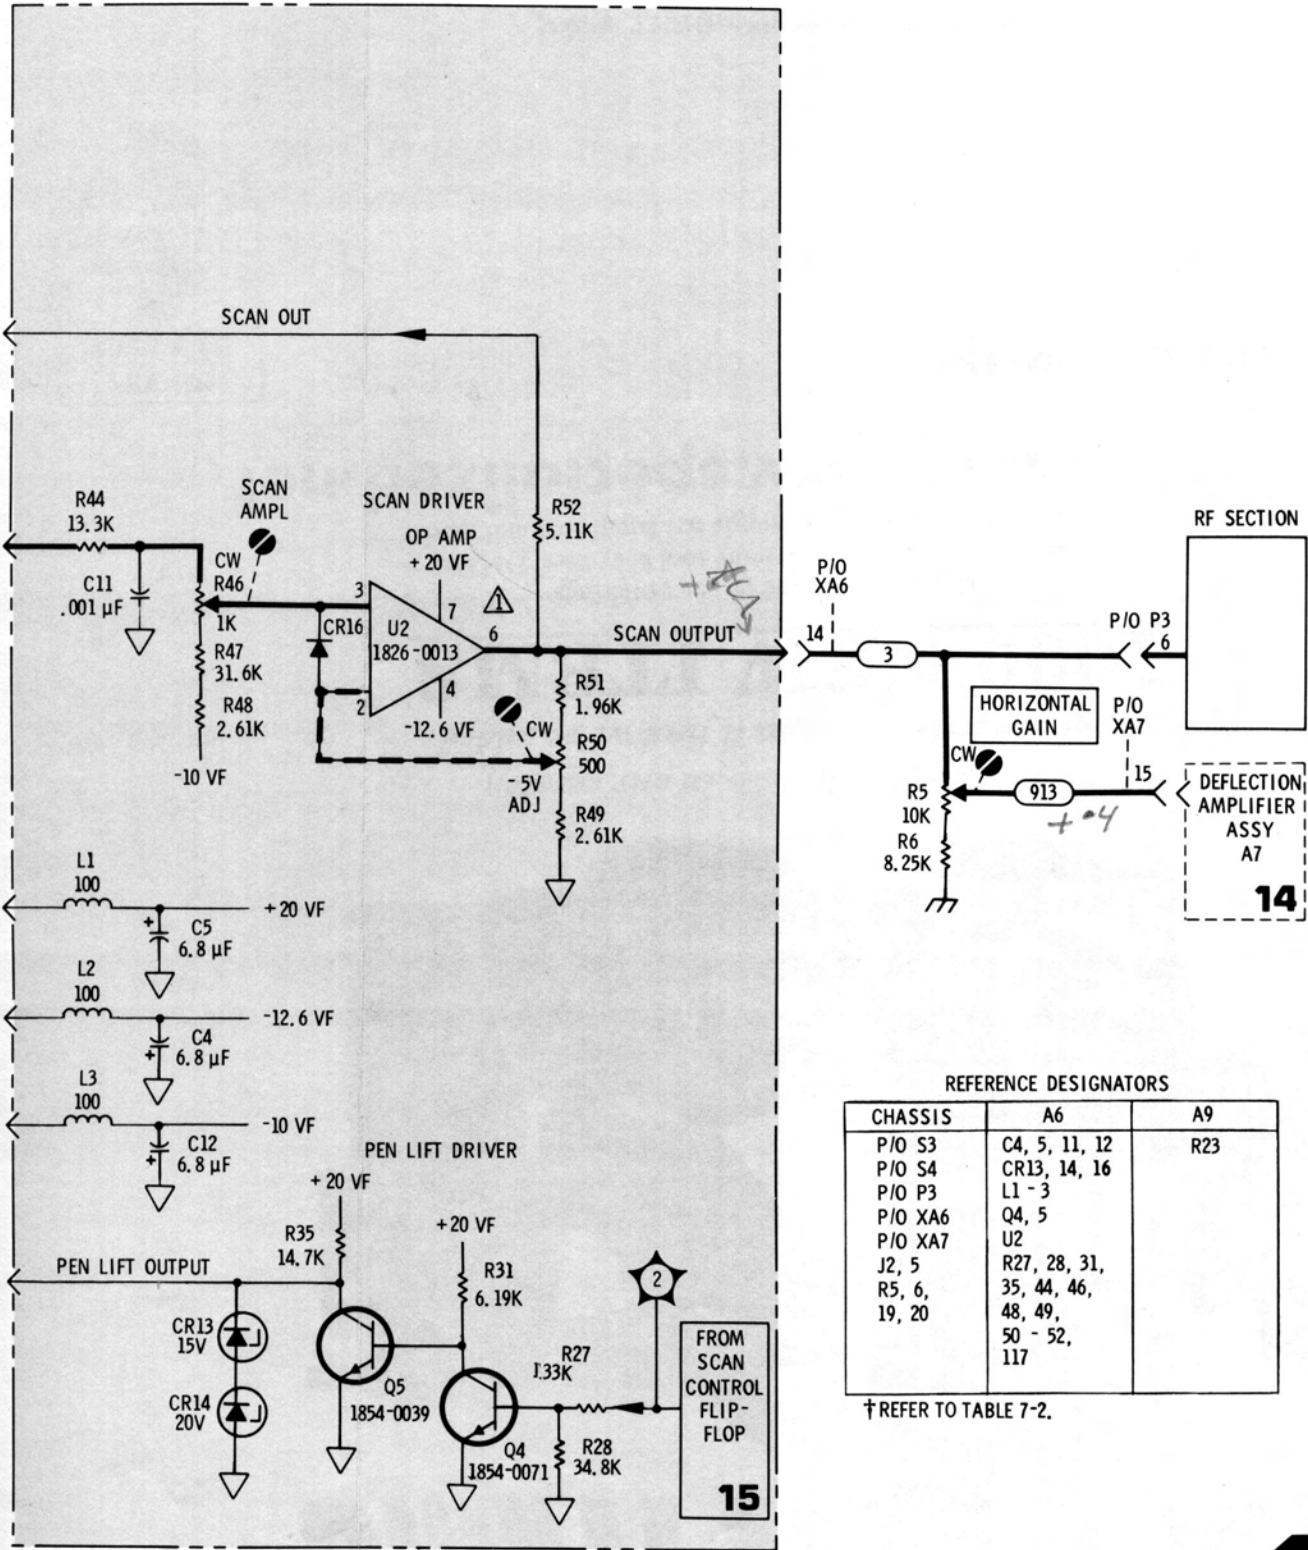 SCAN OUT
R44
13.3K
C11
.001 µF
SCAN
AMPL
CW
R46
1K
R47
31.6K
R48
2.61K
-10 VF
SCAN DRIVER
OP AMP
+ 20 VF
3
7
CR16
U2
1826-0013
6
2
4
-12.6 VF
1
CW
- 5V
ADJ
R52
5.11K
SCAN OUTPUT
R51
1.96K
R50
500
R49
2.61K
14
P/O
XA6
3
P/O P3
6
RF SECTION
HORIZONTAL
GAIN
P/O
XA7
CW
R5
10K
913
15
+ .4
R6
8.25K
DEFLECTION
AMPLIFIER
ASSY
A7
14
L1
100
+ 20 VF
+
C5
6.8 µF
L2
100
-12.6 VF
+
C4
6.8 µF
L3
100
-10 VF
+
C12
6.8 µF
PEN LIFT DRIVER
+ 20 VF
R35
14.7K
+20 VF
R31
6.19K
PEN LIFT OUTPUT
CR13
15V
CR14
20V
Q5
1854-0039
Q4
1854-0071
R27
1.33K
R28
34.8K
2
FROM
SCAN
CONTROL
FLIP-
FLOP
15
REFERENCE DESIGNATORS
CHASSIS A6 A9
P/O S3 C4, 5, 11, 12 R23
P/O S4 CR13, 14, 16
P/O P3 L1 - 3
P/O XA6 Q4, 5
P/O XA7 U2
J2, 5 R27, 28, 31,
R5, 6, 35, 44, 46,
19, 20 48, 49,
50 - 52,
117
† REFER TO TABLE 7-2.